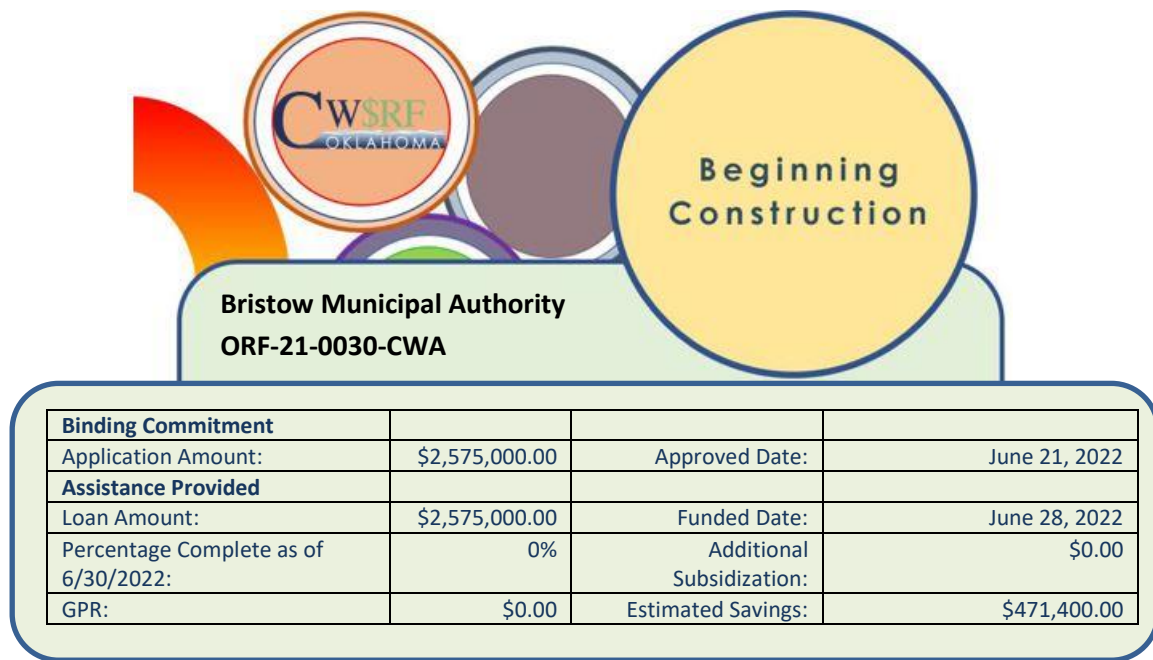 CW$RF
OKLAHOMA
Beginning
Construction
Bristow Municipal Authority
ORF-21-0030-CWA
Binding Commitment
Application Amount: $2,575,000.00 Approved Date: June 21, 2022
Assistance Provided
Loan Amount: $2,575,000.00 Funded Date: June 28, 2022
Percentage Complete as of 0% Additional $0.00
6/30/2022: Subsidization:
GPR: $0.00 Estimated Savings: $471,400.00